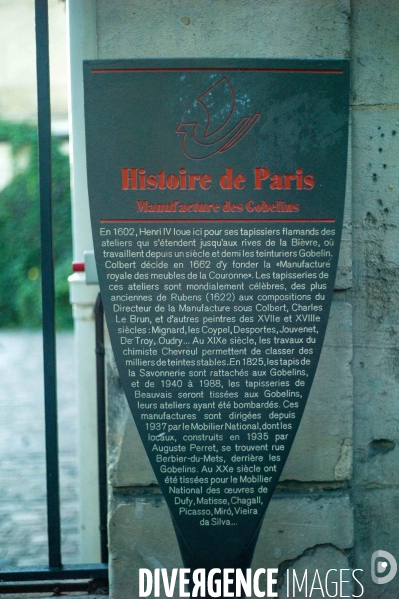 Histoire de Paris
Manufacture des Gobelins
En 1602, Henri IV loue ici pour ses tapissiers flamands des
ateliers qui s'étendent jusqu'aux rives de la Bièvre, où
travaillent depuis un siècle et demi les teinturiers Gobelin.
Colbert décide en 1662 d'y fonder la «Manufacture
royale des meubles de la Couronne». Les tapisseries de
ces ateliers sont mondialement célèbres, des plus
anciennes de Rubens (1622) aux compositions du
Directeur de la Manufacture sous Colbert, Charles
Le Brun, et d'autres peintres des XVIIe et XVIIIe
siècles : Mignard, les Coypel, Desportes, Jouvenet,
De Troy, Oudry... Au XIXe siècle, les travaux du
chimiste Chevreul permettent de classer des
milliers de teintes stables. En 1825, les tapis de
la Savonnerie sont rattachés aux Gobelins,
et de 1940 à 1988, les tapisseries de
Beauvais seront tissées aux Gobelins,
leurs ateliers ayant été bombardés. Ces
manufactures sont dirigées depuis
1937 par le Mobilier National, dont les
locaux, construits en 1935 par
Auguste Perret, se trouvent rue
Berbier-du-Mets, derrière les
Gobelins. Au XXe siècle ont
été tissées pour le Mobilier
National des œuvres de
Dufy, Matisse, Chagall,
Picasso, Miró, Vieira
da Silva...
DIVERGENCE IMAGES